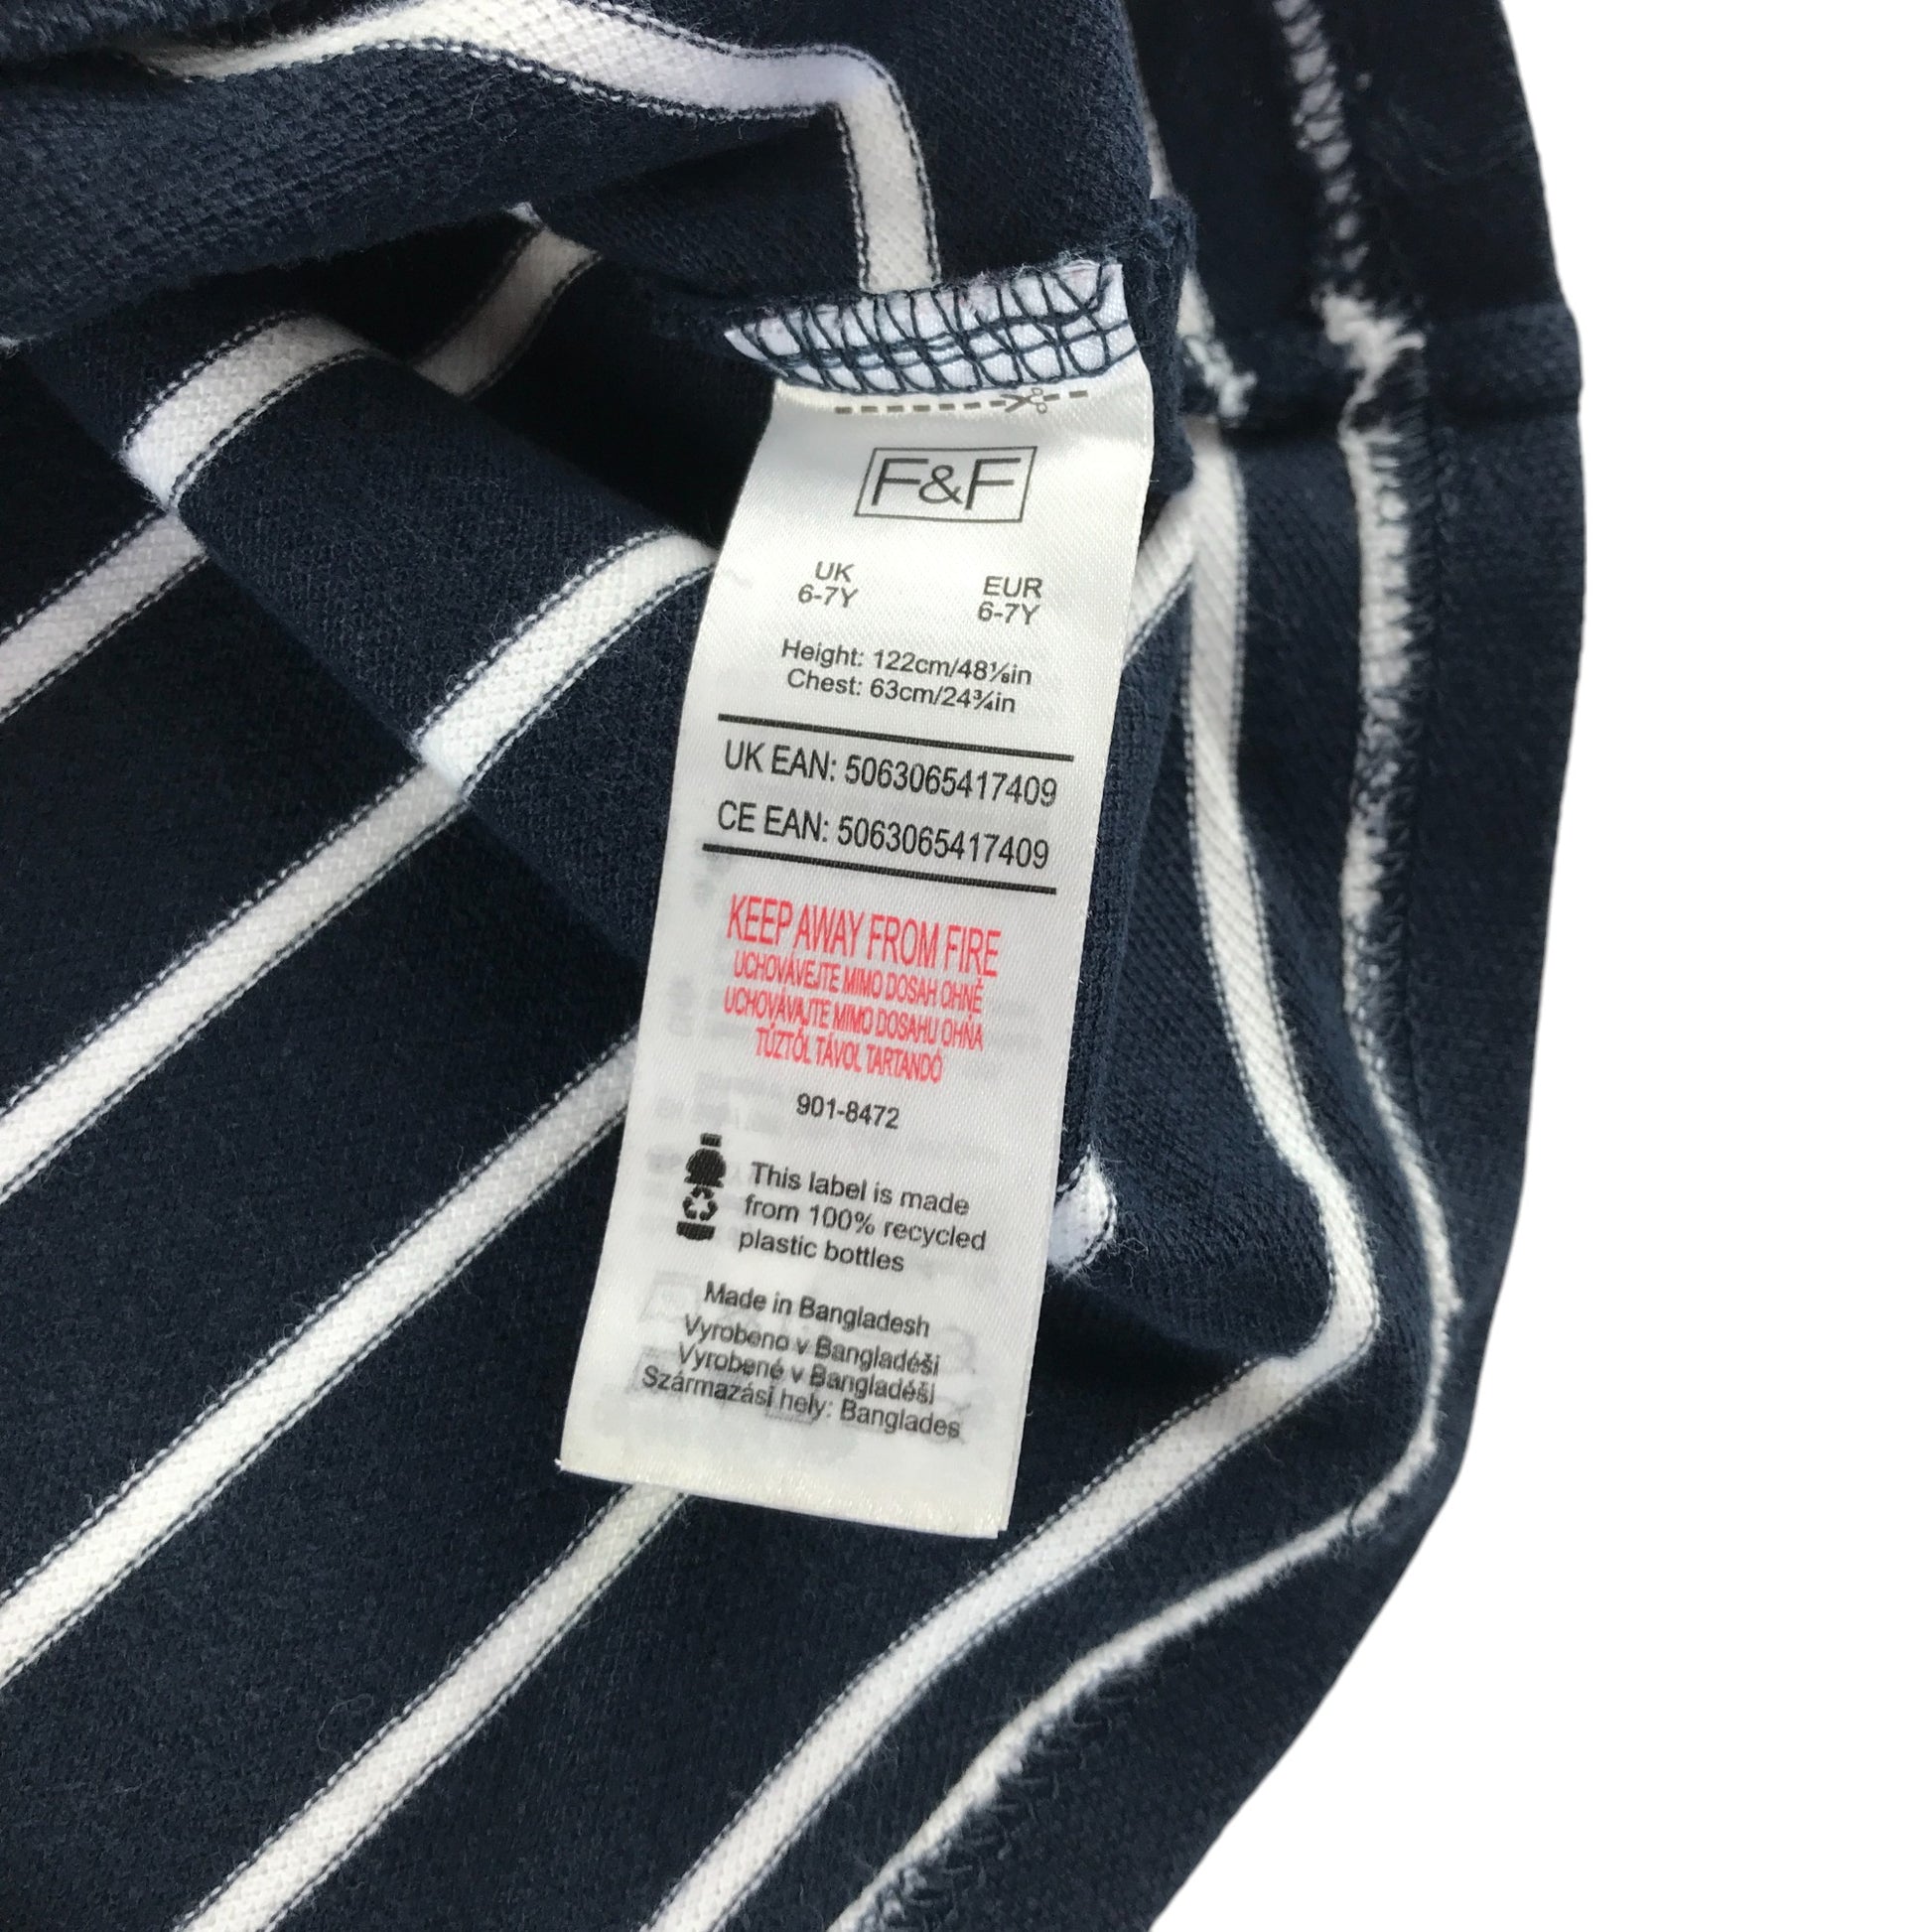 F&F
UK EUR
6-7Y 6-7Y
Height: 122cm/48⅛in
Chest: 63cm/24¾in
UK EAN: 5063065417409
CE EAN: 5063065417409
KEEP AWAY FROM FIRE
UCHOVÁVEJTE MIMO DOSAH OHNĚ
UCHOVÁVAJTE MIMO DOSAHU OHŇA
TŰZTŐL TÁVOL TARTANDÓ
901-8472
This label is made
from 100% recycled
plastic bottles
Made in Bangladesh
Vyrobeno v Bangladéši
Vyrobené v Bangladéši
Származási hely: Banglades